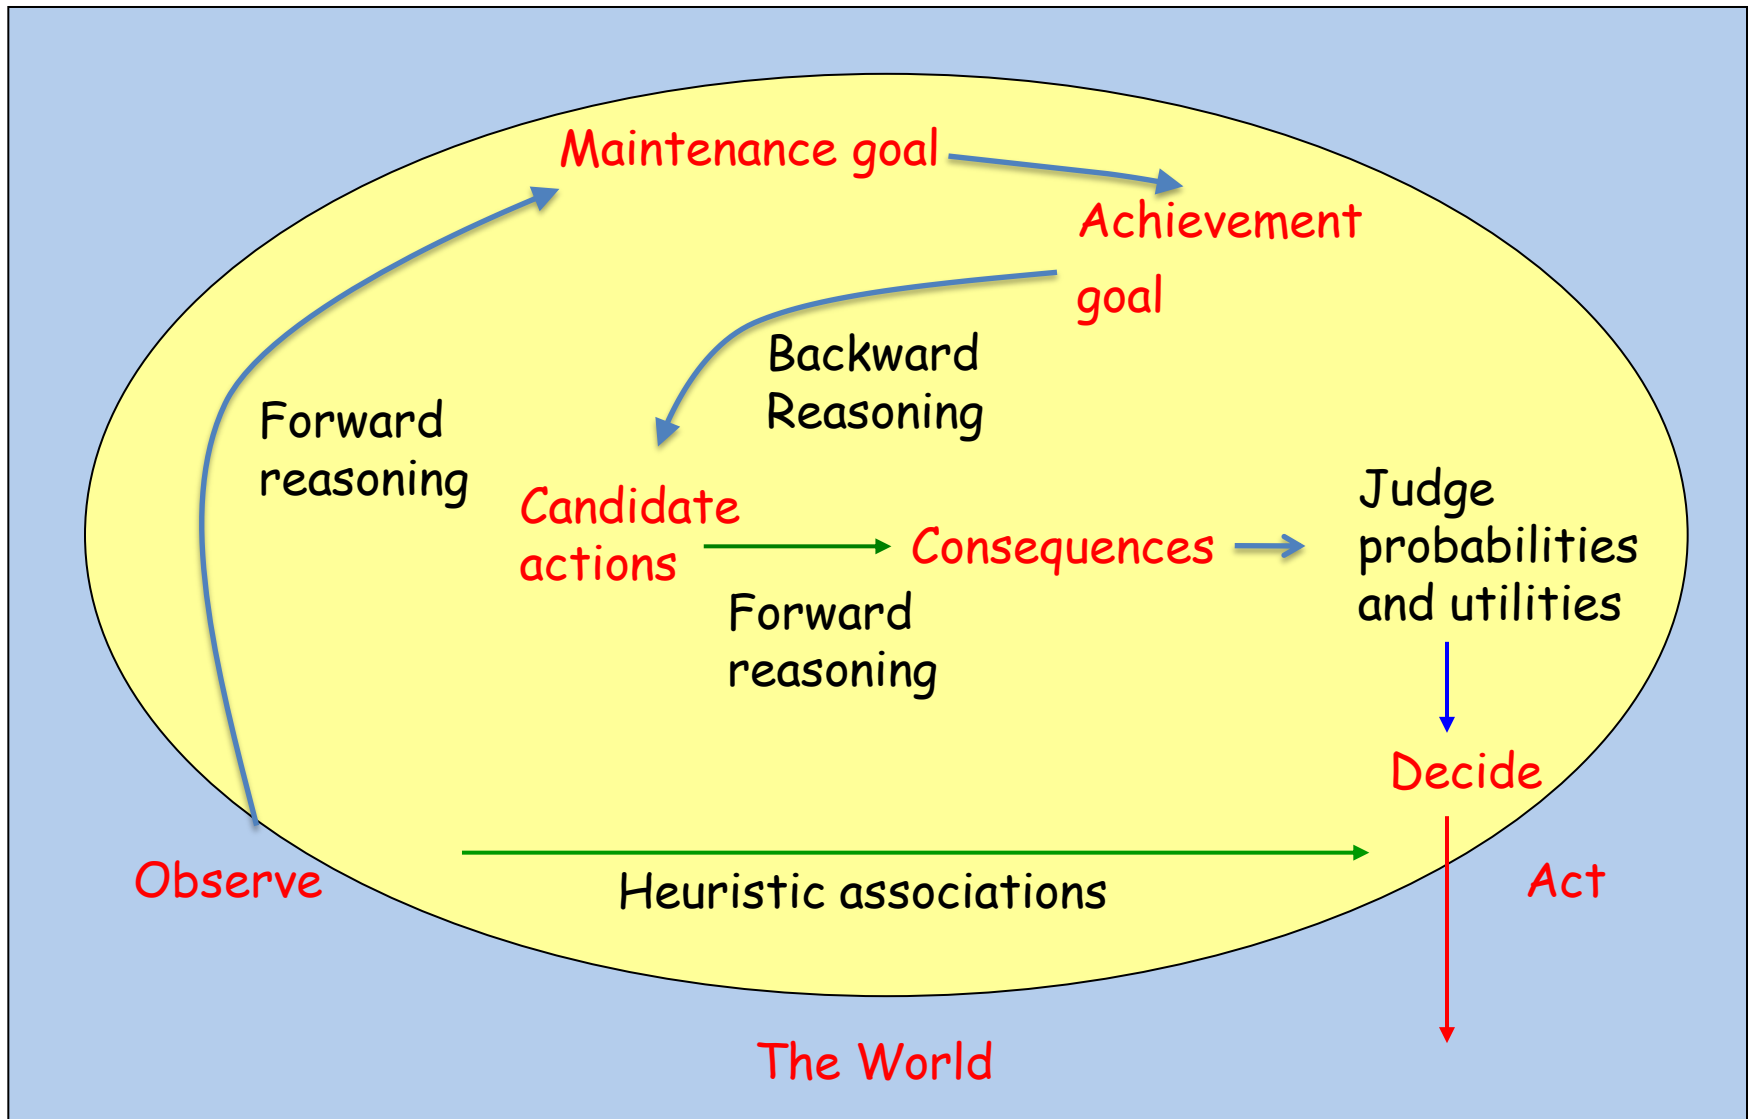 Maintenance goal
Achievement
goal
Backward
Reasoning
Forward
reasoning
Candidate
actions
Consequences
Judge
probabilities
and utilities
Forward
reasoning
Decide
Observe
Heuristic associations
Act
The World